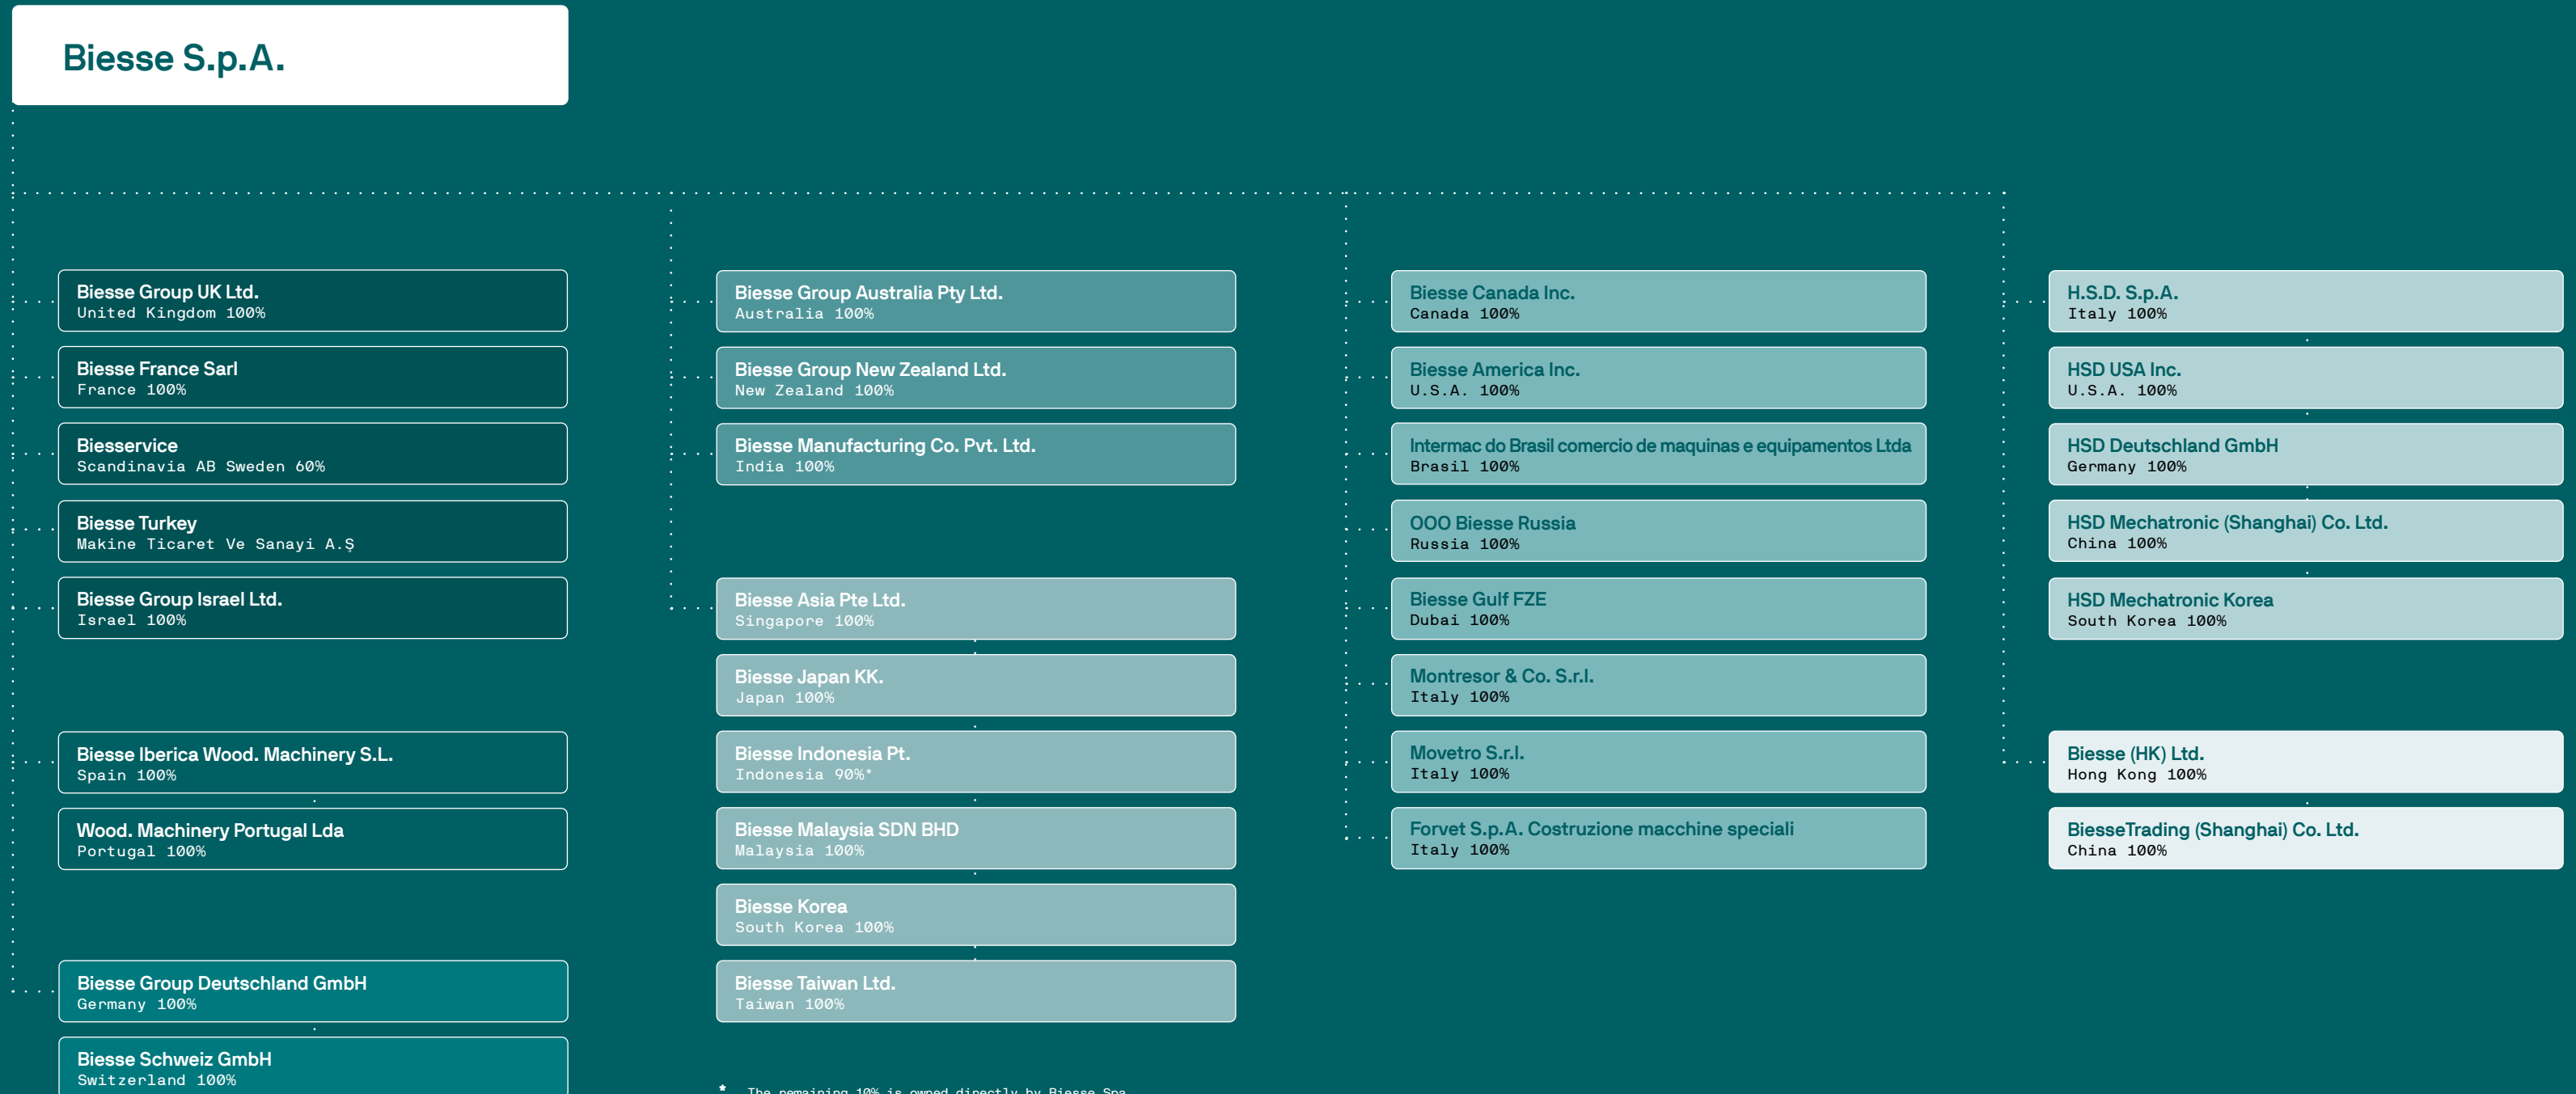 Biesse S.p.A.
Biesse Group UK Ltd.
United Kingdom 100%
Biesse France Sarl
France 100%
Biesservice
Scandinavia AB Sweden 60%
Biesse Turkey
Makine Ticaret Ve Sanayi A.Ş
Biesse Group Israel Ltd.
Israel 100%
Biesse Iberica Wood. Machinery S.L.
Spain 100%
Wood. Machinery Portugal Lda
Portugal 100%
Biesse Group Deutschland GmbH
Germany 100%
Biesse Schweiz GmbH
Switzerland 100%
Biesse Group Australia Pty Ltd.
Australia 100%
Biesse Group New Zealand Ltd.
New Zealand 100%
Biesse Manufacturing Co. Pvt. Ltd.
India 100%
Biesse Asia Pte Ltd.
Singapore 100%
Biesse Japan KK.
Japan 100%
Biesse Indonesia Pt.
Indonesia 90%*
Biesse Malaysia SDN BHD
Malaysia 100%
Biesse Korea
South Korea 100%
Biesse Taiwan Ltd.
Taiwan 100%
* The remaining 10% is owned directly by Biesse Spa
Biesse Canada Inc.
Canada 100%
Biesse America Inc.
U.S.A. 100%
Intermac do Brasil comercio de maquinas e equipamentos Ltda
Brasil 100%
OOO Biesse Russia
Russia 100%
Biesse Gulf FZE
Dubai 100%
Montresor & Co. S.r.l.
Italy 100%
Movetro S.r.l.
Italy 100%
Forvet S.p.A. Costruzione macchine speciali
Italy 100%
H.S.D. S.p.A.
Italy 100%
HSD USA Inc.
U.S.A. 100%
HSD Deutschland GmbH
Germany 100%
HSD Mechatronic (Shanghai) Co. Ltd.
China 100%
HSD Mechatronic Korea
South Korea 100%
Biesse (HK) Ltd.
Hong Kong 100%
BiesseTrading (Shanghai) Co. Ltd.
China 100%